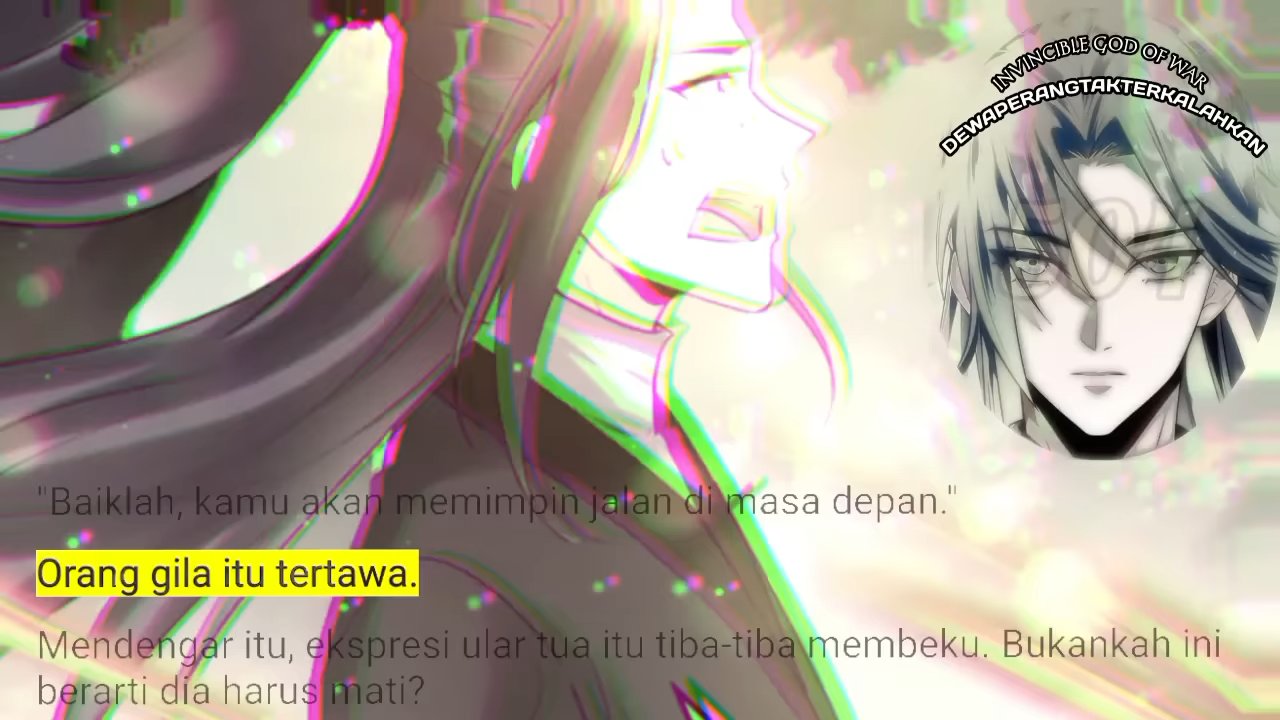 INVINCIBLE GOD OF WAR
DEWAPERANGTAKTERKALAHKAN
"Baiklah, kamu akan memimpin jalan di masa depan."
Orang gila itu tertawa.
Mendengar itu, ekspresi ular tua itu tiba-tiba membeku. Bukankah ini
berarti dia harus mati?